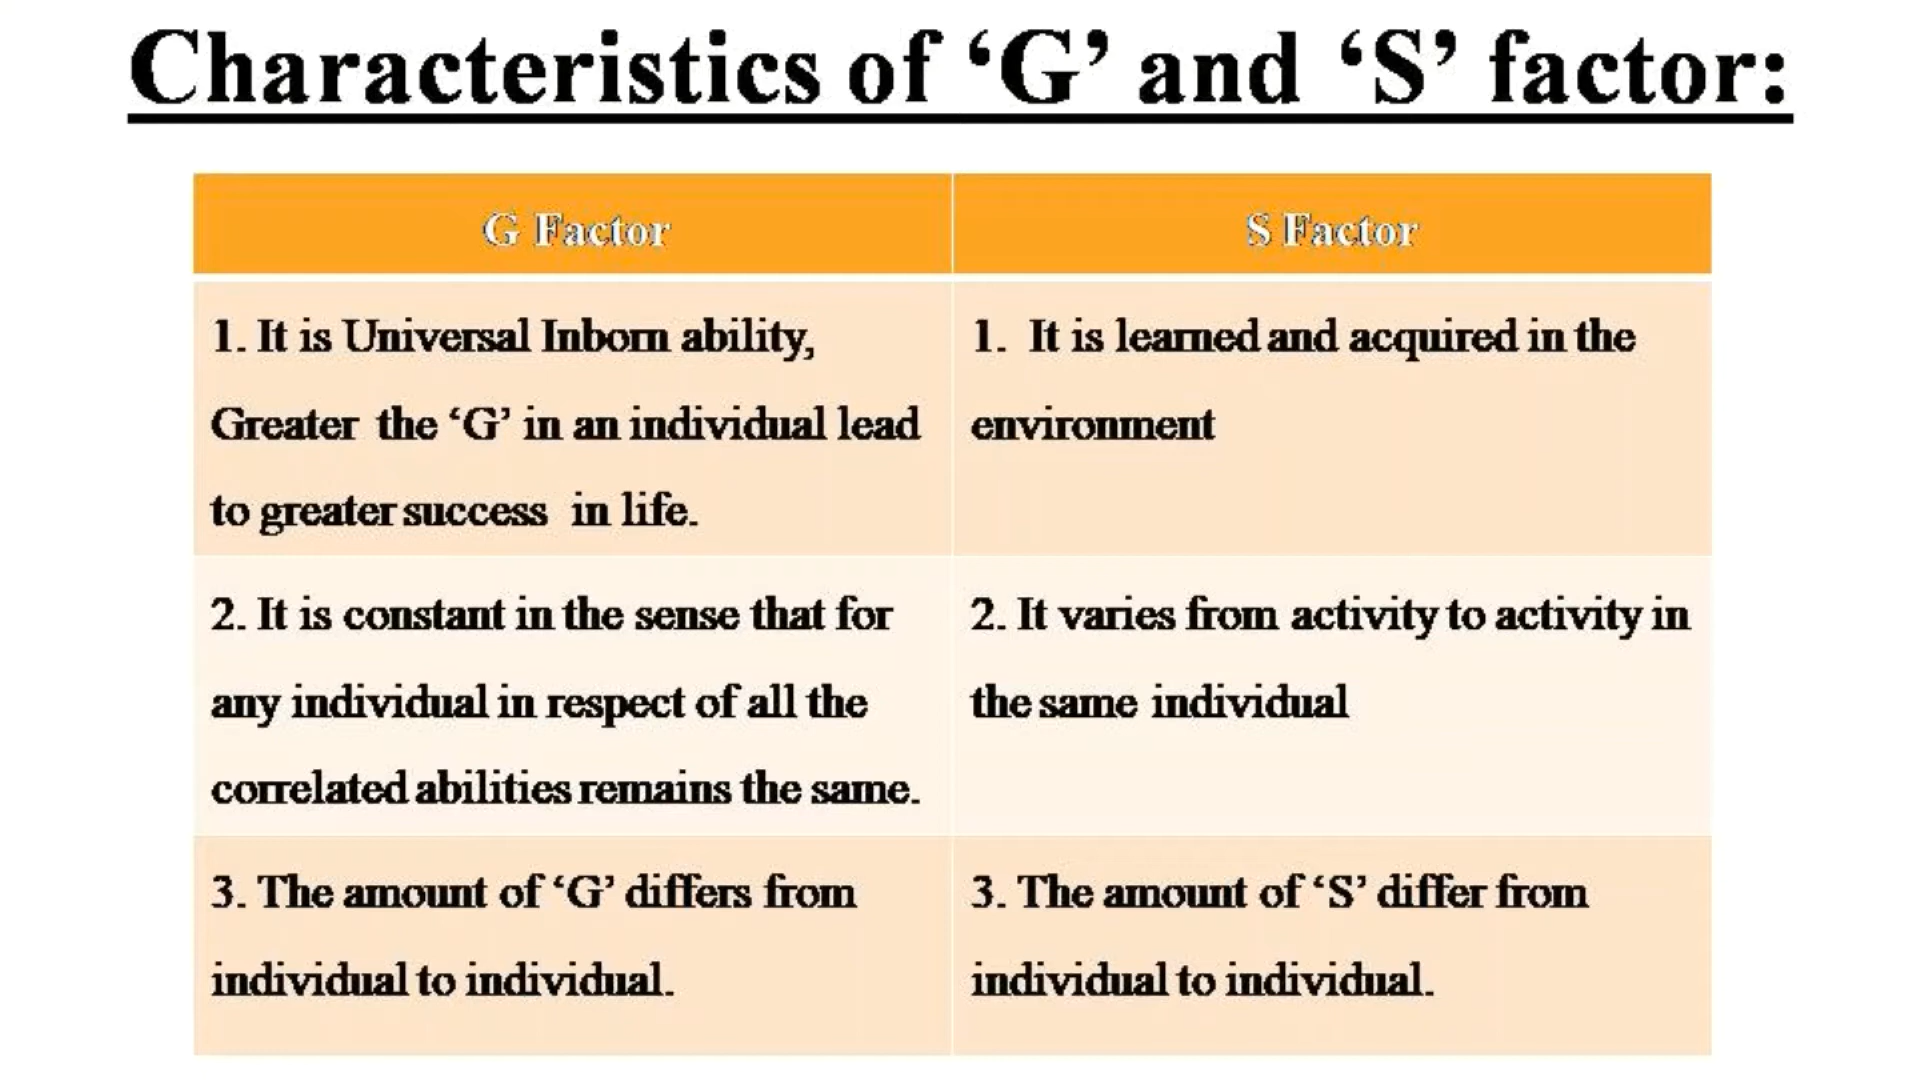 Characteristics of ‘G’ and ‘S’ factor:
G Factor
S Factor
1. It is Universal Inborn ability,
Greater the ‘G’ in an individual lead
to greater success in life.
1. It is learned and acquired in the
environment
2. It is constant in the sense that for
any individual in respect of all the
correlated abilities remains the same.
2. It varies from activity to activity in
the same individual
3. The amount of ‘G’ differs from
individual to individual.
3. The amount of ‘S’ differ from
individual to individual.